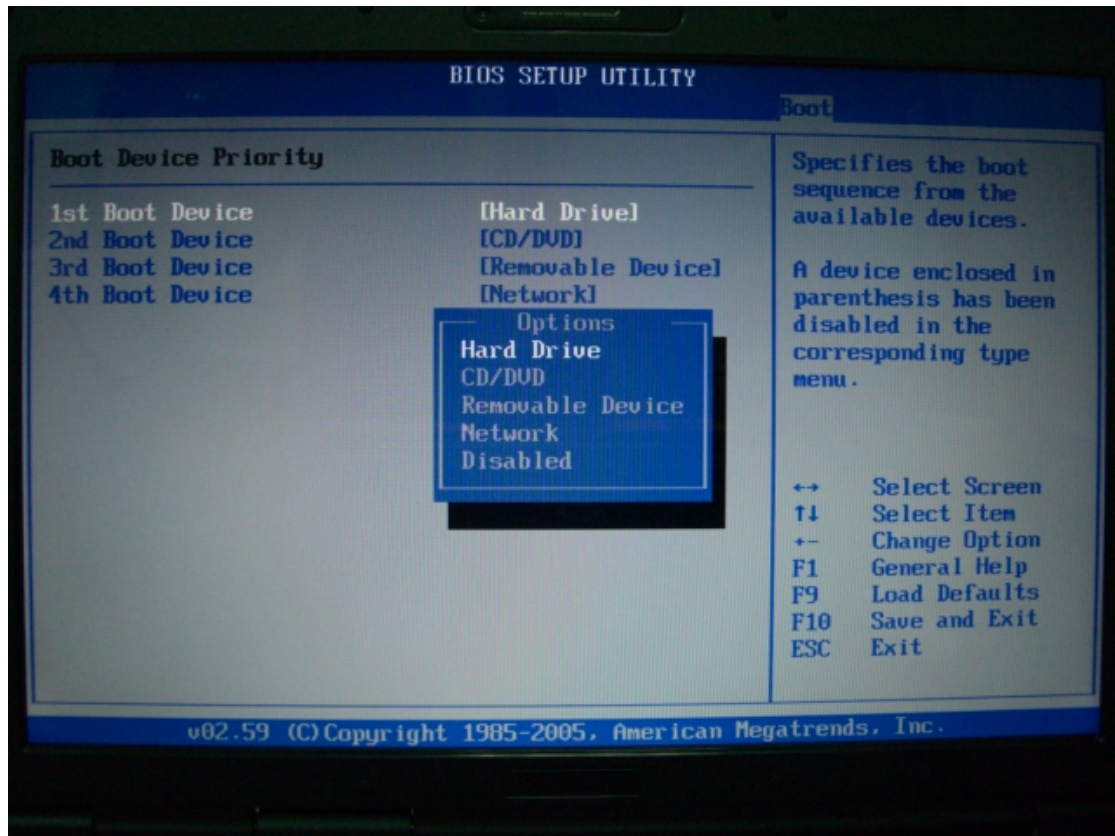 BIOS SETUP UTILITY
Boot
Boot Device Priority
1st Boot Device [Hard Drive]
2nd Boot Device [CD/DVD]
3rd Boot Device [Removable Device]
4th Boot Device [Network]
Options
Hard Drive
CD/DVD
Removable Device
Network
Disabled
Specifies the boot
sequence from the
available devices.
A device enclosed in
parenthesis has been
disabled in the
corresponding type
menu.
←→ Select Screen
↑↓ Select Item
+- Change Option
F1 General Help
F9 Load Defaults
F10 Save and Exit
ESC Exit
v02.59 (C)Copyright 1985-2005, American Megatrends, Inc.